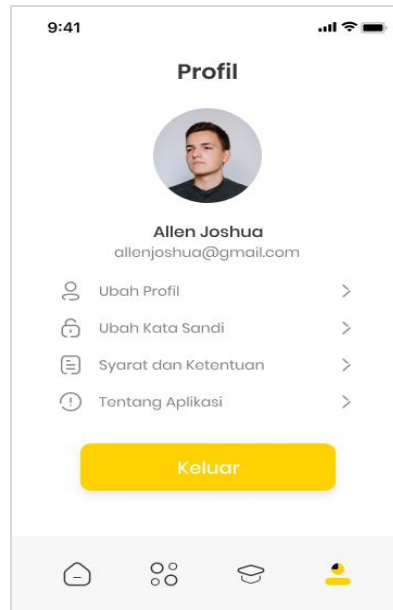 9:41
Profil
Allen Joshua
allenjoshua@gmail.com
Ubah Profil
Ubah Kata Sandi
Syarat dan Ketentuan
Tentang Aplikasi
Keluar